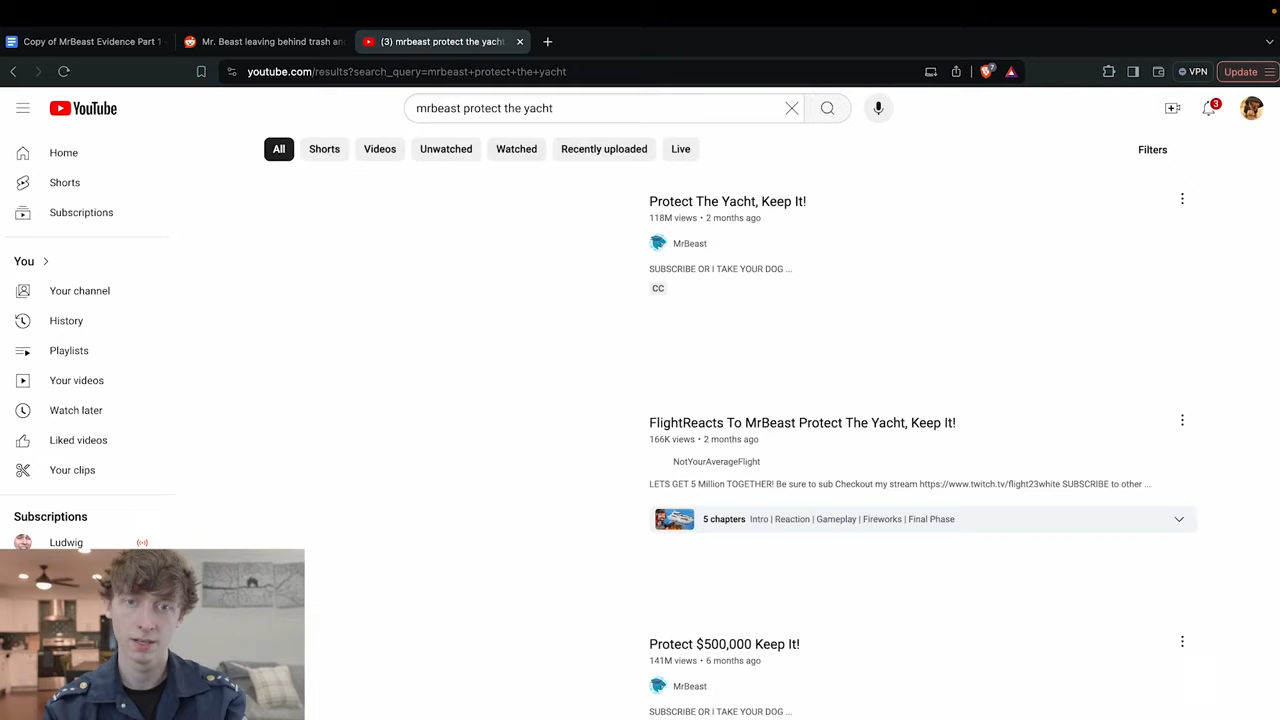 Copy of MrBeast Evidence Part 1
Mr. Beast leaving behind trash an
(3) mrbeast protect the yacht
youtube.com/results?search_query=mrbeast+protect+the+yacht
7
VPN
Update
YouTube
mrbeast protect the yacht
3
All
Shorts
Videos
Unwatched
Watched
Recently uploaded
Live
Filters
Home
Shorts
Subscriptions
You
Your channel
History
Playlists
Your videos
Watch later
Liked videos
Your clips
Subscriptions
Ludwig
Protect The Yacht, Keep It!
118M views • 2 months ago
MrBeast
SUBSCRIBE OR I TAKE YOUR DOG ...
CC
FlightReacts To MrBeast Protect The Yacht, Keep It!
166K views • 2 months ago
NotYourAverageFlight
LETS GET 5 Million TOGETHER! Be sure to sub Checkout my stream https://www.twitch.tv/flight23white SUBSCRIBE to other ...
5 chapters Intro | Reaction | Gameplay | Fireworks | Final Phase
Protect $500,000 Keep It!
141M views • 6 months ago
MrBeast
SUBSCRIBE OR I TAKE YOUR DOG ...